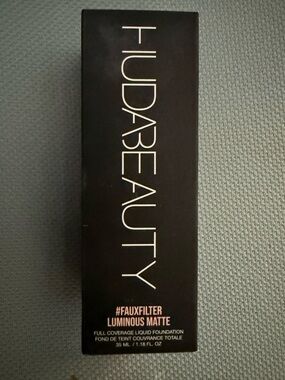 HUDABEAUTY
#FAUXFILTER
LUMINOUS MATTE
FULL COVERAGE LIQUID FOUNDATION
FOND DE TEINT COUVRANCE TOTALE
35 ML / 1.18 FL. OZ